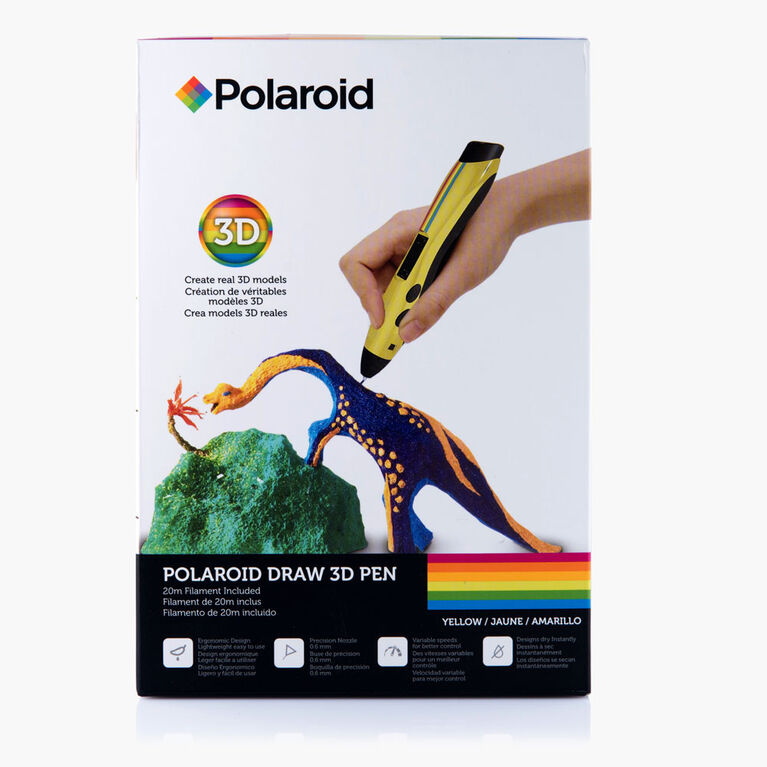 Polaroid
3D
Create real 3D models
Création de véritables
modèles 3D
Crea models 3D reales
POLAROID DRAW 3D PEN
20m Filament Included
Filament de 20m inclus
Filamento de 20m incluido
YELLOW / JAUNE / AMARILLO
Ergonomic Design
Lightweight easy to use
Design ergonomique
Léger facile a utiliser
Diseño Ergonomico
Ligero y fácil de usar
Precision Nozzle
0.6 mm
Buse de précision
0.6 mm
Boquilla de precisión
0.6 mm
Variable speeds
for better control
Des vitesses variables
pour un meilleur
contrôle
Velocidad variable
para mejor control
Designs dry Instantly
Dessins à sec
instantanément
Los diseños se secan
instantáneamente